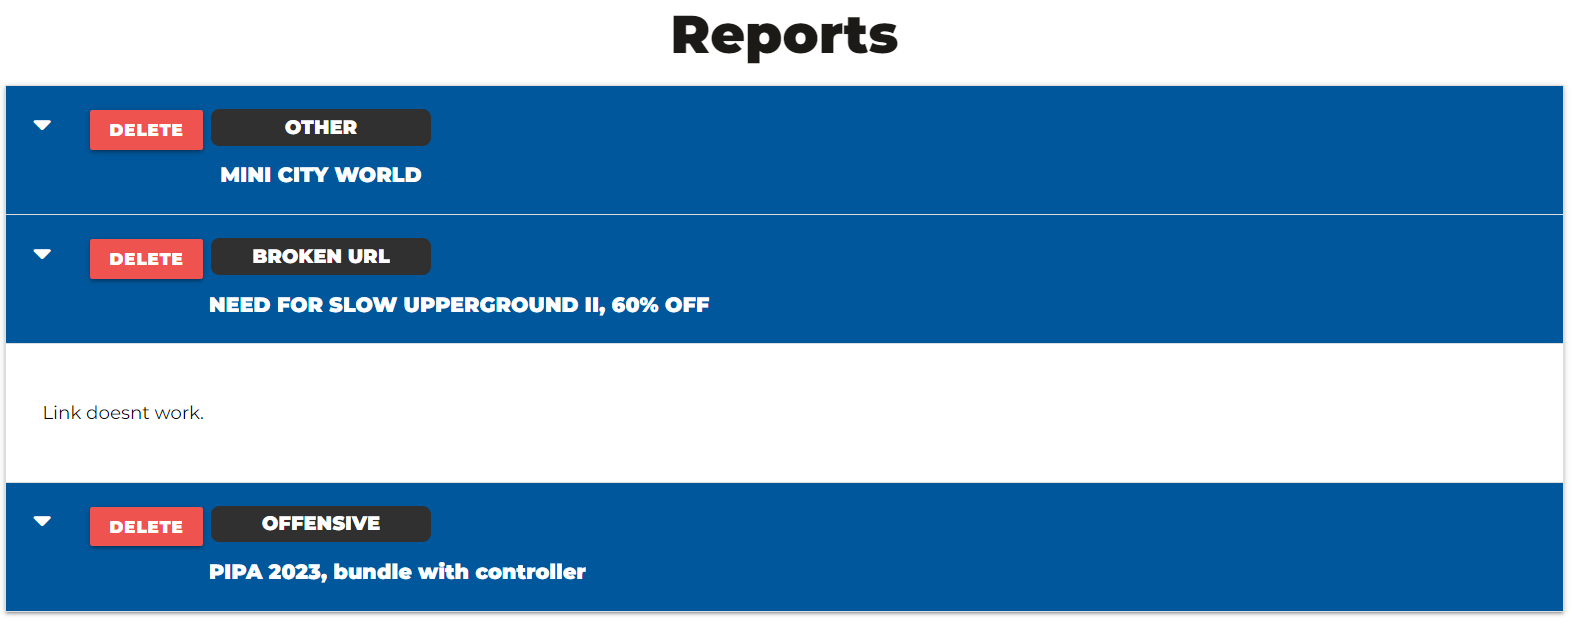 Reports
DELETE OTHER
MINI CITY WORLD
DELETE BROKEN URL
NEED FOR SLOW UPPERGROUND II, 60% OFF
Link doesnt work.
DELETE OFFENSIVE
PIPA 2023, bundle with controller